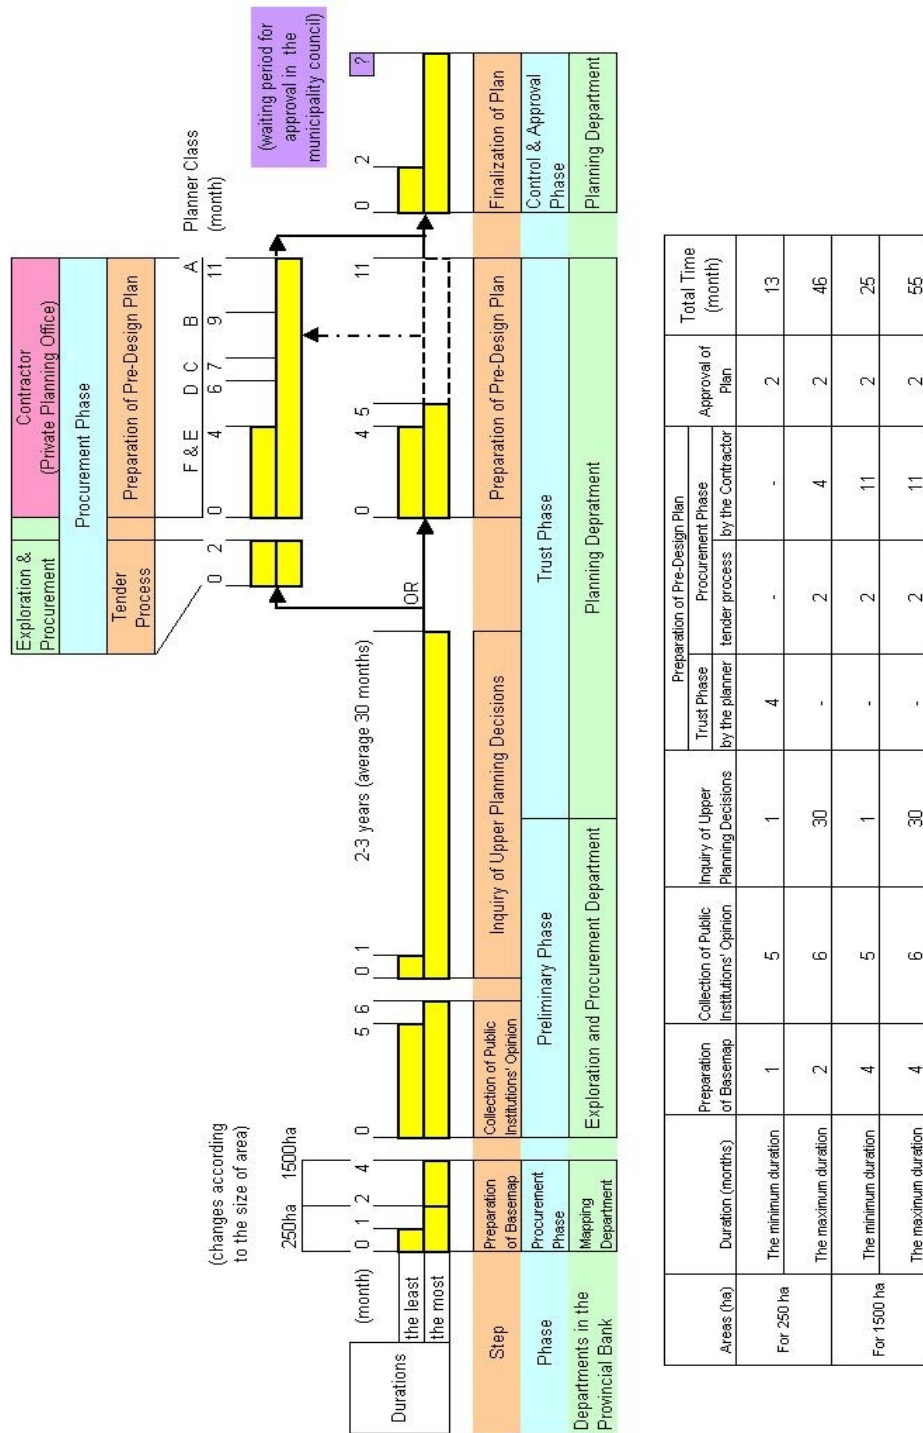 Exploration &
Procurement
Contractor
(Private Planning Office)
Procurement Phase
Tender
Process
Preparation of Pre-Design Plan
Planner Class
(month)
F & E D C B A
0 2 0 4 6 7 9 11
(changes according
to the size of area)
250ha 1500ha
(waiting period for
approval in the
municipality council)
?
2-3 years (average 30 months)
OR
Durations
(month)
0 1 2 4 0 5 6 0 1 0 4 5 11 0 2
the least
the most
Step
Preparation
of Basemap
Collection of Public
Institutions' Opinion
Inquiry of Upper Planning Decisions
Preparation of Pre-Design Plan
Finalization of Plan
Phase
Procurement
Phase
Preliminary Phase
Trust Phase
Control & Approval
Phase
Departments in the
Provincial Bank
Mapping
Department
Exploration and Procurement Department
Planning Depratment
Planning Department
Areas (ha)
Duration (months)
Preparation
of Basemap
Collection of Public
Institutions' Opinion
Inquiry of Upper
Planning Decisions
Preparation of Pre-Design Plan
Trust Phase
by the planner
Procurement Phase
tender process
by the Contractor
Approval of
Plan
Total Time
(month)
For 250 ha
The minimum duration 1 5 1 4 - - 2 13
The maximum duration 2 6 30 - 2 4 2 46
For 1500 ha
The minimum duration 4 5 1 - 2 11 2 25
The maximum duration 4 6 30 - 2 11 2 55